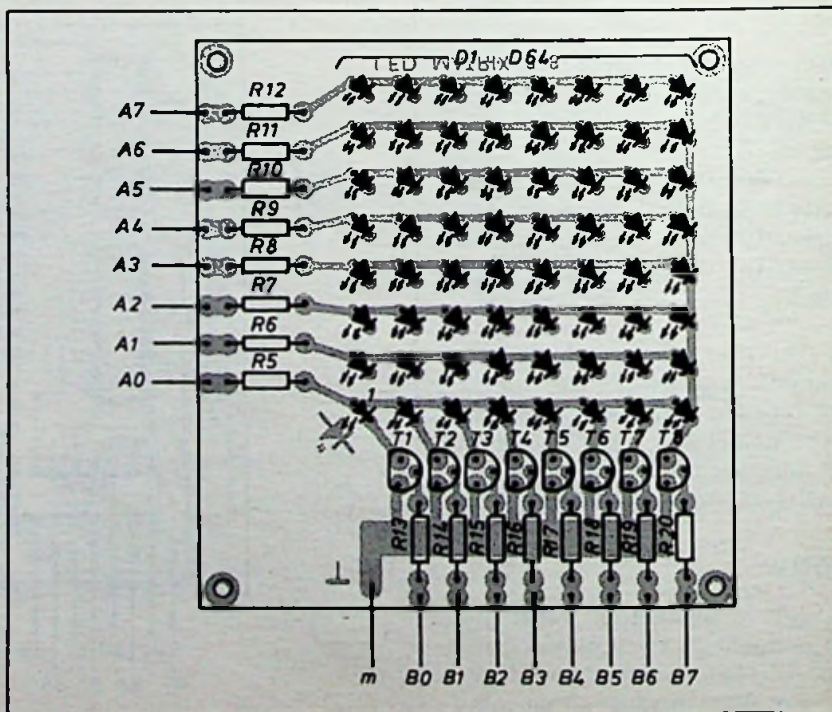 D1 D64
LED MATRIX 8*8
R12
A7
R11
A6
R10
A5
R9
A4
R8
A3
R7
A2
R6
A1
R5
A0
1
T1 T2 T3 T4 T5 T6 T7 T8
R13 R14 R15 R16 R17 R18 R19 R20
m B0 B1 B2 B3 B4 B5 B6 B7